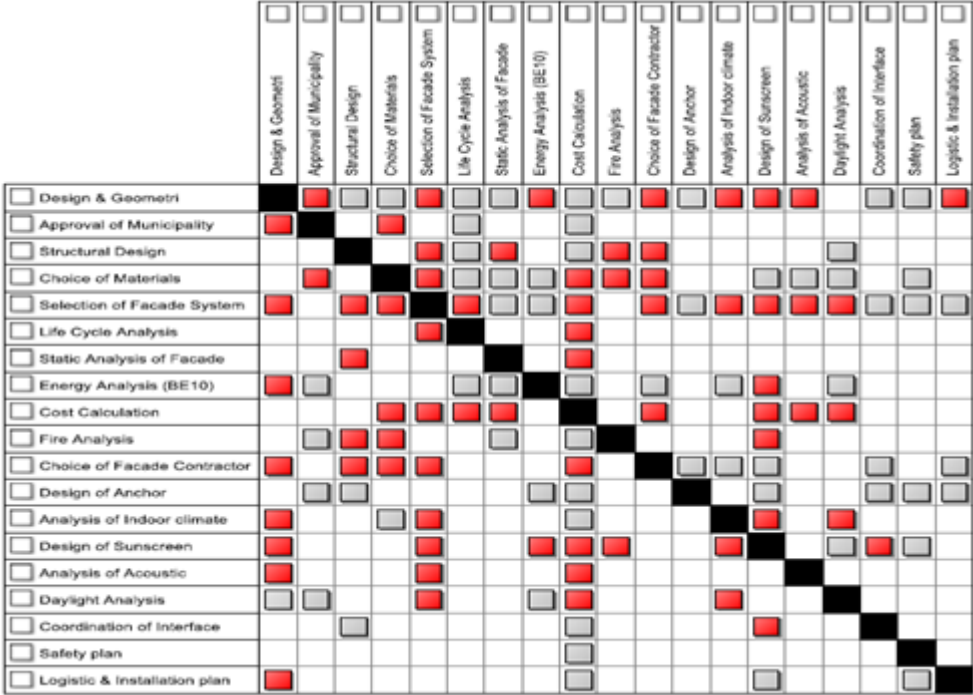 Design & Geometri
Approval of Municipality
Structural Design
Choice of Materials
Selection of Facade System
Life Cycle Analysis
Static Analysis of Facade
Energy Analysis (BE10)
Cost Calculation
Fire Analysis
Choice of Facade Contractor
Design of Anchor
Analysis of Indoor climate
Design of Sunscreen
Analysis of Acoustic
Daylight Analysis
Coordination of Interface
Safety plan
Logistic & Installation plan
Design & Geometri
Approval of Municipality
Structural Design
Choice of Materials
Selection of Facade System
Life Cycle Analysis
Static Analysis of Facade
Energy Analysis (BE10)
Cost Calculation
Fire Analysis
Choice of Facade Contractor
Design of Anchor
Analysis of Indoor climate
Design of Sunscreen
Analysis of Acoustic
Daylight Analysis
Coordination of Interface
Safety plan
Logistic & Installation plan